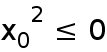 x₀² ≤ 0